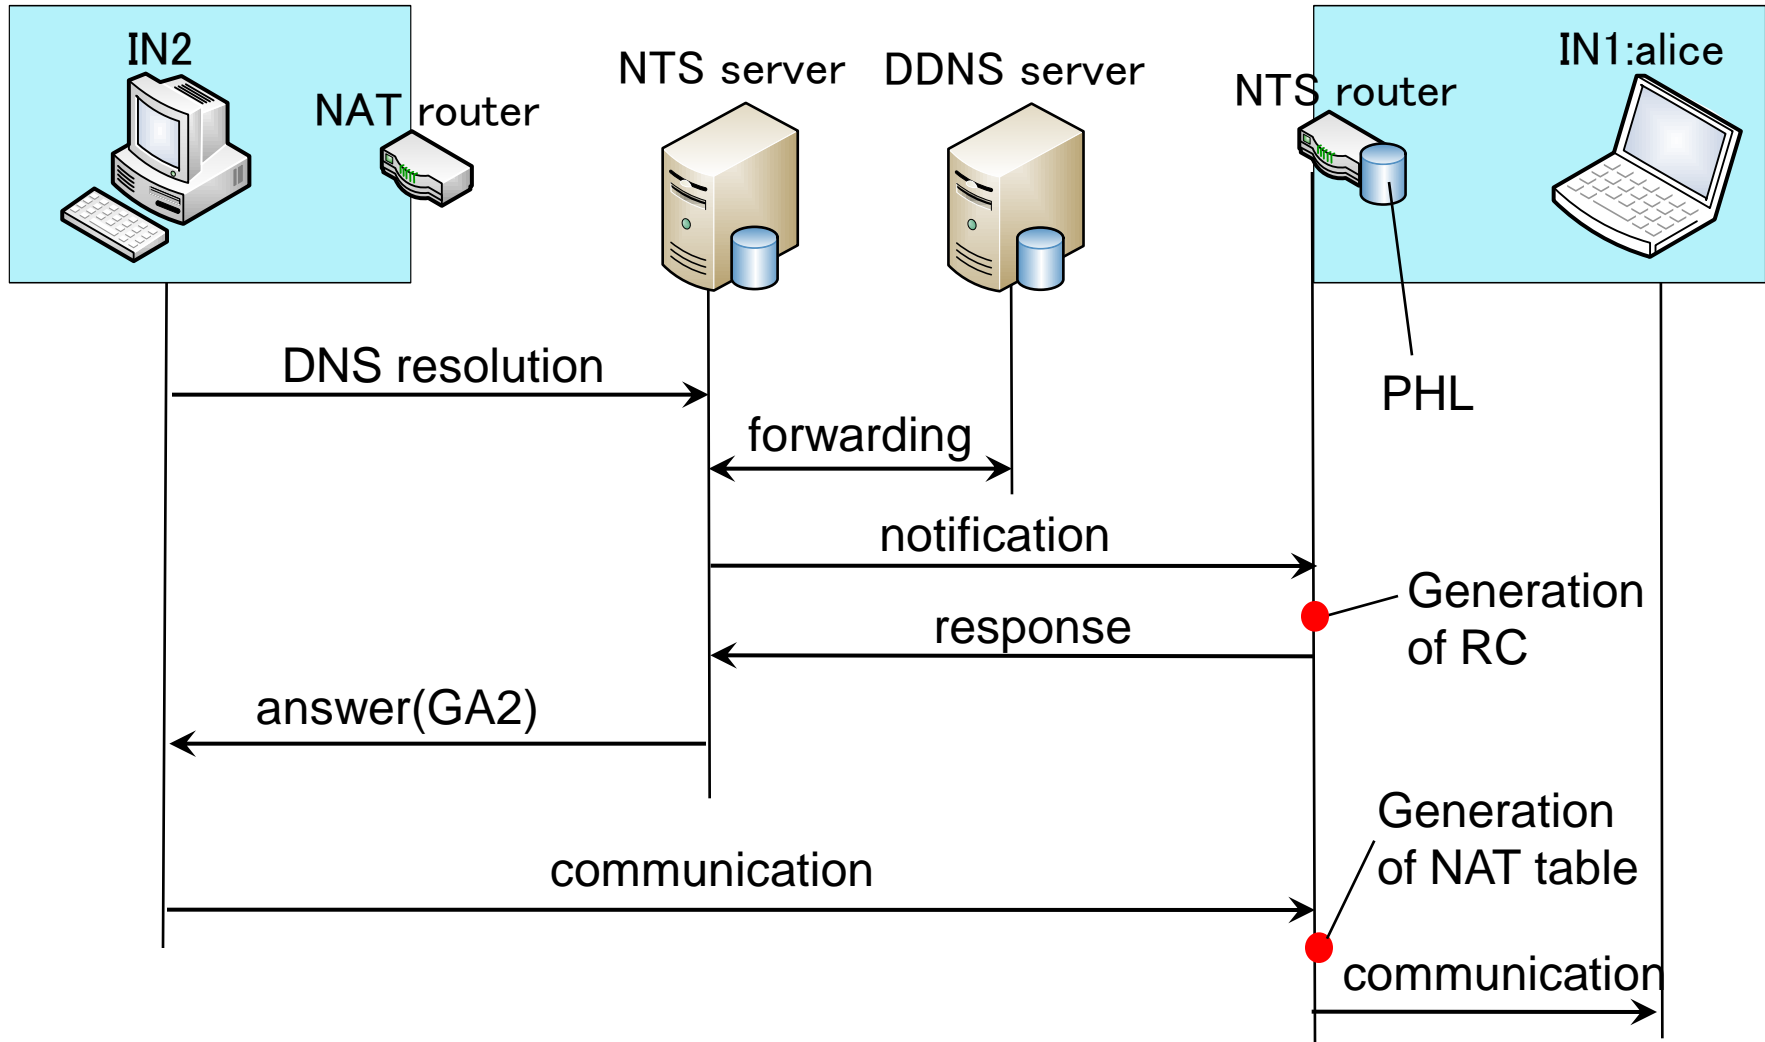 IN2
NAT router
NTS server
DDNS server
NTS router
IN1:alice
DNS resolution
PHL
forwarding
notification
Generation
of RC
response
answer(GA2)
Generation
of NAT table
communication
communication